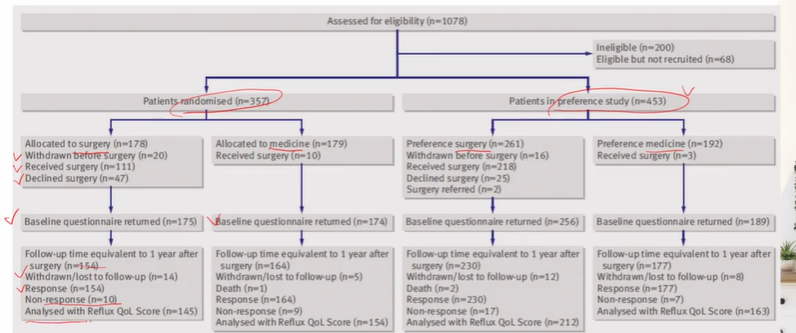 Assessed for eligibility (n=1078)
Ineligible (n=200)
Eligible but not recruited (n=68)
Patients randomised (n=357)
Patients in preference study (n=453)
Allocated to surgery (n=178)
Withdrawn before surgery (n=20)
Received surgery (n=111)
Declined surgery (n=47)
Allocated to medicine (n=179)
Received surgery (n=10)
Preference surgery (n=261)
Withdrawn before surgery (n=16)
Received surgery (n=218)
Declined surgery (n=25)
Surgery referred (n=2)
Preference medicine (n=192)
Received surgery (n=3)
Baseline questionnaire returned (n=175)
Baseline questionnaire returned (n=174)
Baseline questionnaire returned (n=256)
Baseline questionnaire returned (n=189)
Follow-up time equivalent to 1 year after
surgery (n=154)
Withdrawn/lost to follow-up (n=14)
Response (n=154)
Non-response (n=10)
Analysed with Reflux QoL Score (n=145)
Follow-up time equivalent to 1 year after
surgery (n=164)
Withdrawn/lost to follow-up (n=5)
Death (n=1)
Response (n=164)
Non-response (n=9)
Analysed with Reflux QoL Score (n=154)
Follow-up time equivalent to 1 year after
surgery (n=230)
Withdrawn/lost to follow-up (n=12)
Death (n=2)
Response (n=230)
Non-response (n=17)
Analysed with Reflux QoL Score (n=212)
Follow-up time equivalent to 1 year after
surgery (n=177)
Withdrawn/lost to follow-up (n=8)
Response (n=177)
Non-response (n=7)
Analysed with Reflux QoL Score (n=163)